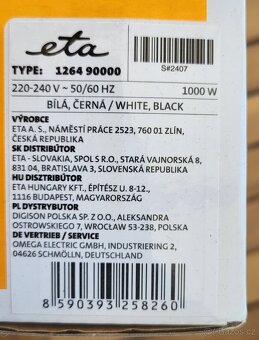 eta
S#2407
TYPE: 1264 90000
220-240 V ~ 50/60 HZ 1000 W
BÍLÁ, ČERNÁ / WHITE, BLACK
VÝROBCE
ETA A. S., NÁMĚSTÍ PRÁCE 2523, 760 01 ZLÍN,
ČESKÁ REPUBLIKA
SK DISTRIBÚTOR
ETA - SLOVAKIA, SPOL S R.O., STARÁ VAJNORSKÁ 8,
831 04, BRATISLAVA 3, SLOVENSKÁ REPUBLIKA
HU DISZTRIBÚTOR
ETA HUNGARY KFT., ÉPÍTÉSZ U. 8-12.,
1116 BUDAPEST, MAGYARORSZÁG
PL DYSTRYBUTOR
DIGISON POLSKA SP. Z O.O., ALEKSANDRA
OSTROWSKIEGO 7, WROCŁAW 53-238, POLSKA
DE VERTRIEB / SERVICE
OMEGA ELECTRIC GMBH, INDUSTRIERING 2,
04626 SCHMÖLLN, DEUTSCHLAND
8 590393 258260